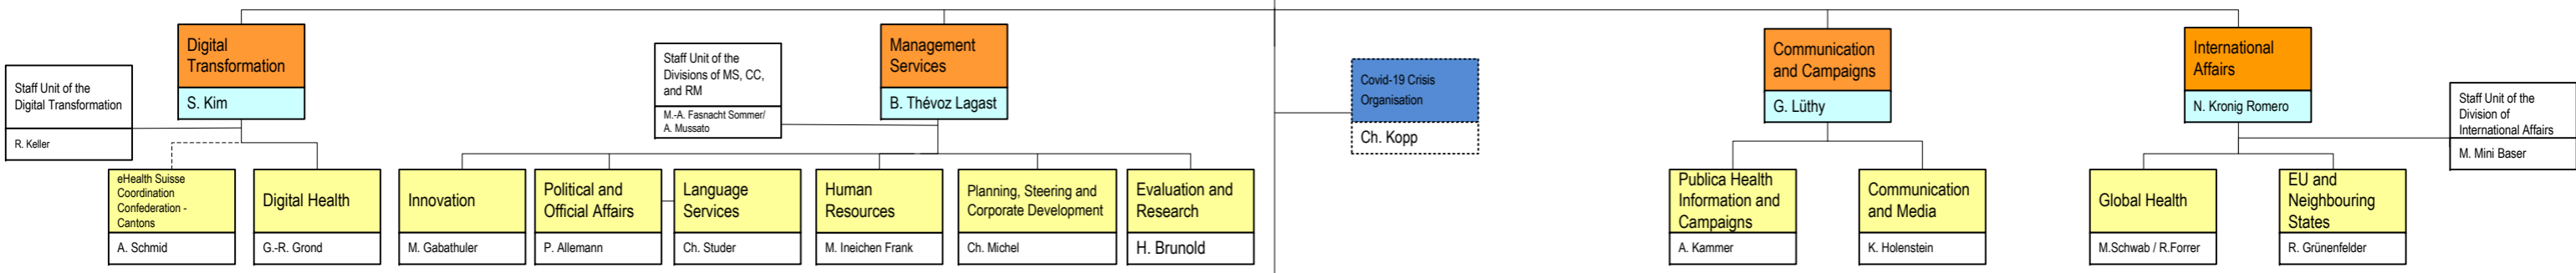 Digital
Transformation
S. Kim
Staff Unit of the
Digital Transformation
R. Keller
eHealth Suisse
Coordination
Confederation -
Cantons
A. Schmid
Digital Health
G.-R. Grond
Management
Services
B. Thévoz Lagast
Staff Unit of the
Divisions of MS, CC,
and RM
M.-A. Fasnacht Sommer/
A. Mussato
Innovation
M. Gabathuler
Political and
Official Affairs
P. Allemann
Language
Services
Ch. Studer
Human
Resources
M. Ineichen Frank
Planning, Steering and
Corporate Development
Ch. Michel
Evaluation and
Research
H. Brunold
Covid-19 Crisis
Organisation
Ch. Kopp
Communication
and Campaigns
G. Lüthy
Publica Health
Information and
Campaigns
A. Kammer
Communication
and Media
K. Holenstein
International
Affairs
N. Kronig Romero
Staff Unit of the
Division of
International Affairs
M. Mini Baser
Global Health
M.Schwab / R.Forrer
EU and
Neighbouring
States
R. Grünenfelder